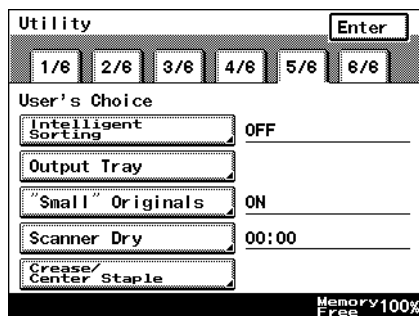 Utility
Enter
1/6 2/6 3/6 4/6 5/6 6/6
User's Choice
Intelligent
Sorting
OFF
Output Tray
"Small" Originals
ON
Scanner Dry
00:00
Crease/
Center Staple
Memory
Free 100%